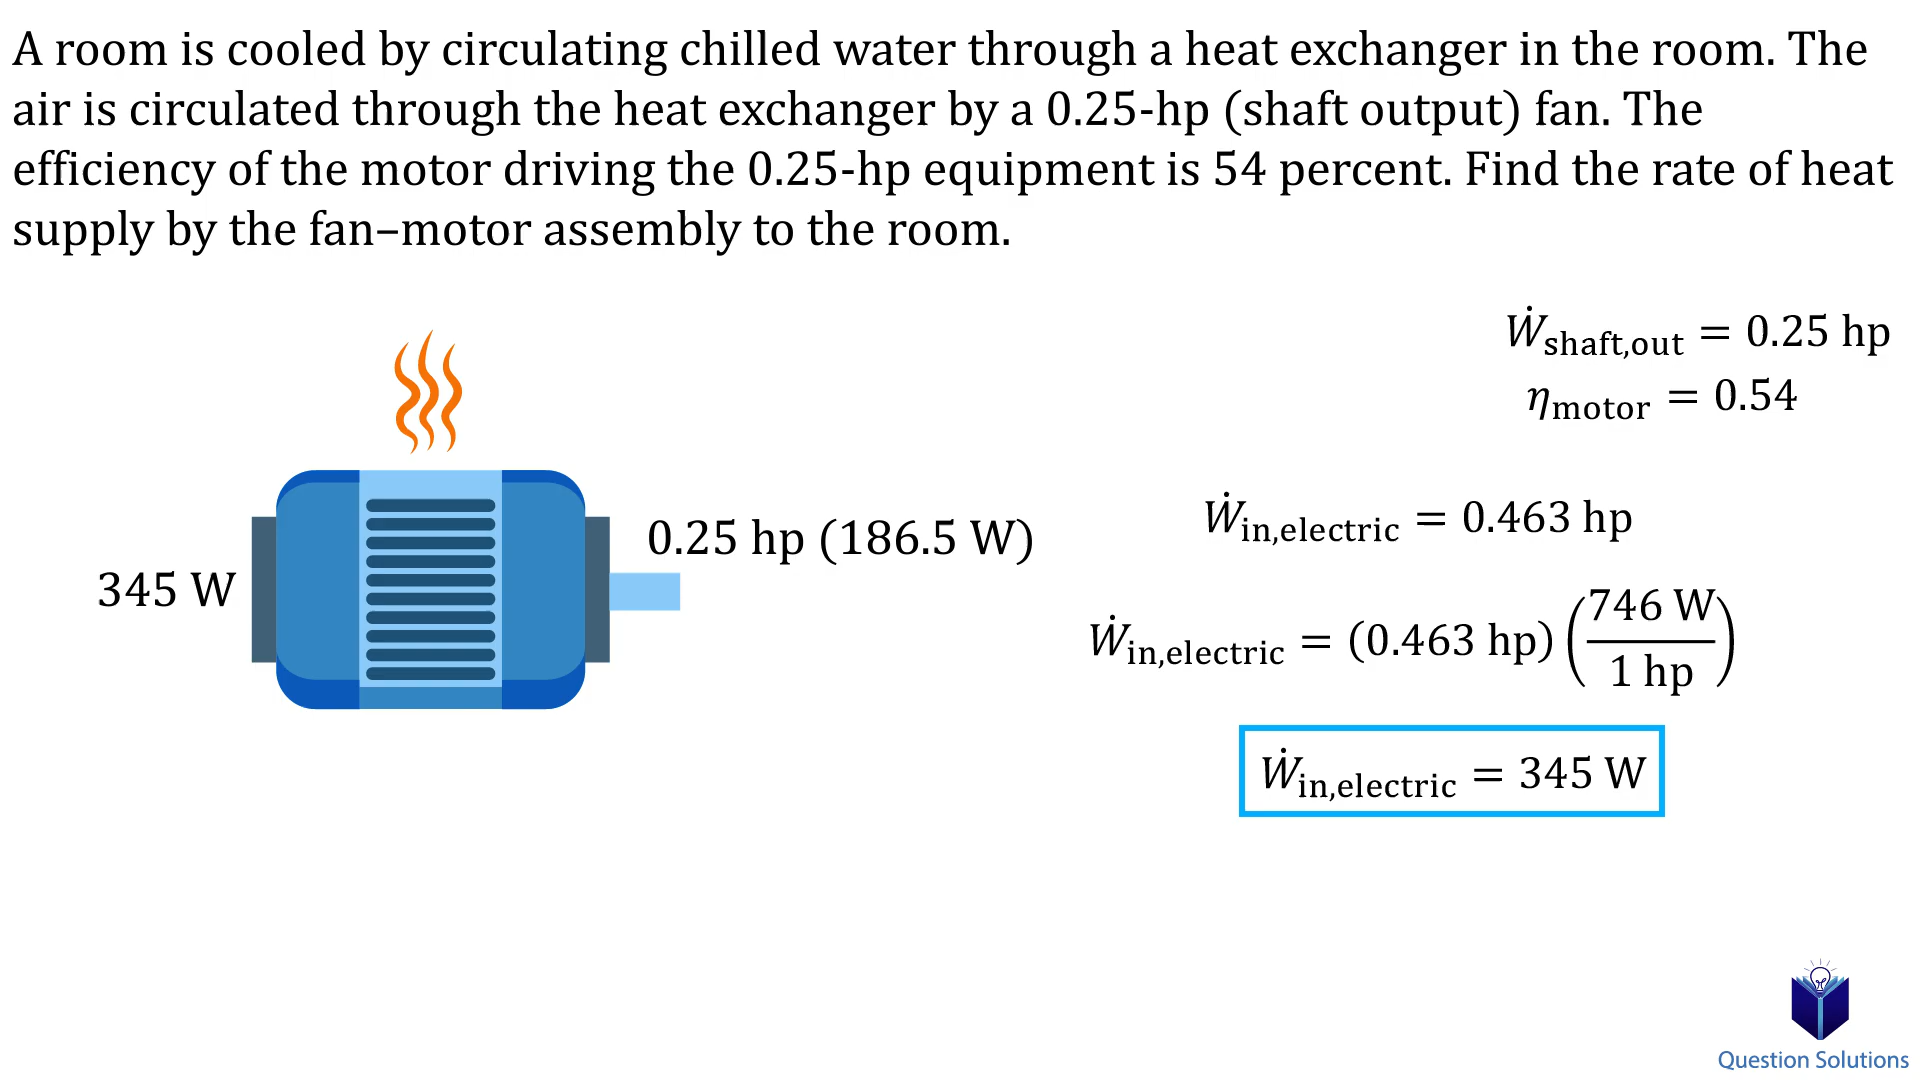 A room is cooled by circulating chilled water through a heat exchanger in the room. The
air is circulated through the heat exchanger by a 0.25-hp (shaft output) fan. The
efficiency of the motor driving the 0.25-hp equipment is 54 percent. Find the rate of heat
supply by the fan–motor assembly to the room.
Ẇshaft,out = 0.25 hp
ηmotor = 0.54
Ẇin,electric = 0.463 hp
0.25 hp (186.5 W)
345 W
Ẇin,electric = (0.463 hp) (746 W / 1 hp)
Ẇin,electric = 345 W
Question Solutions